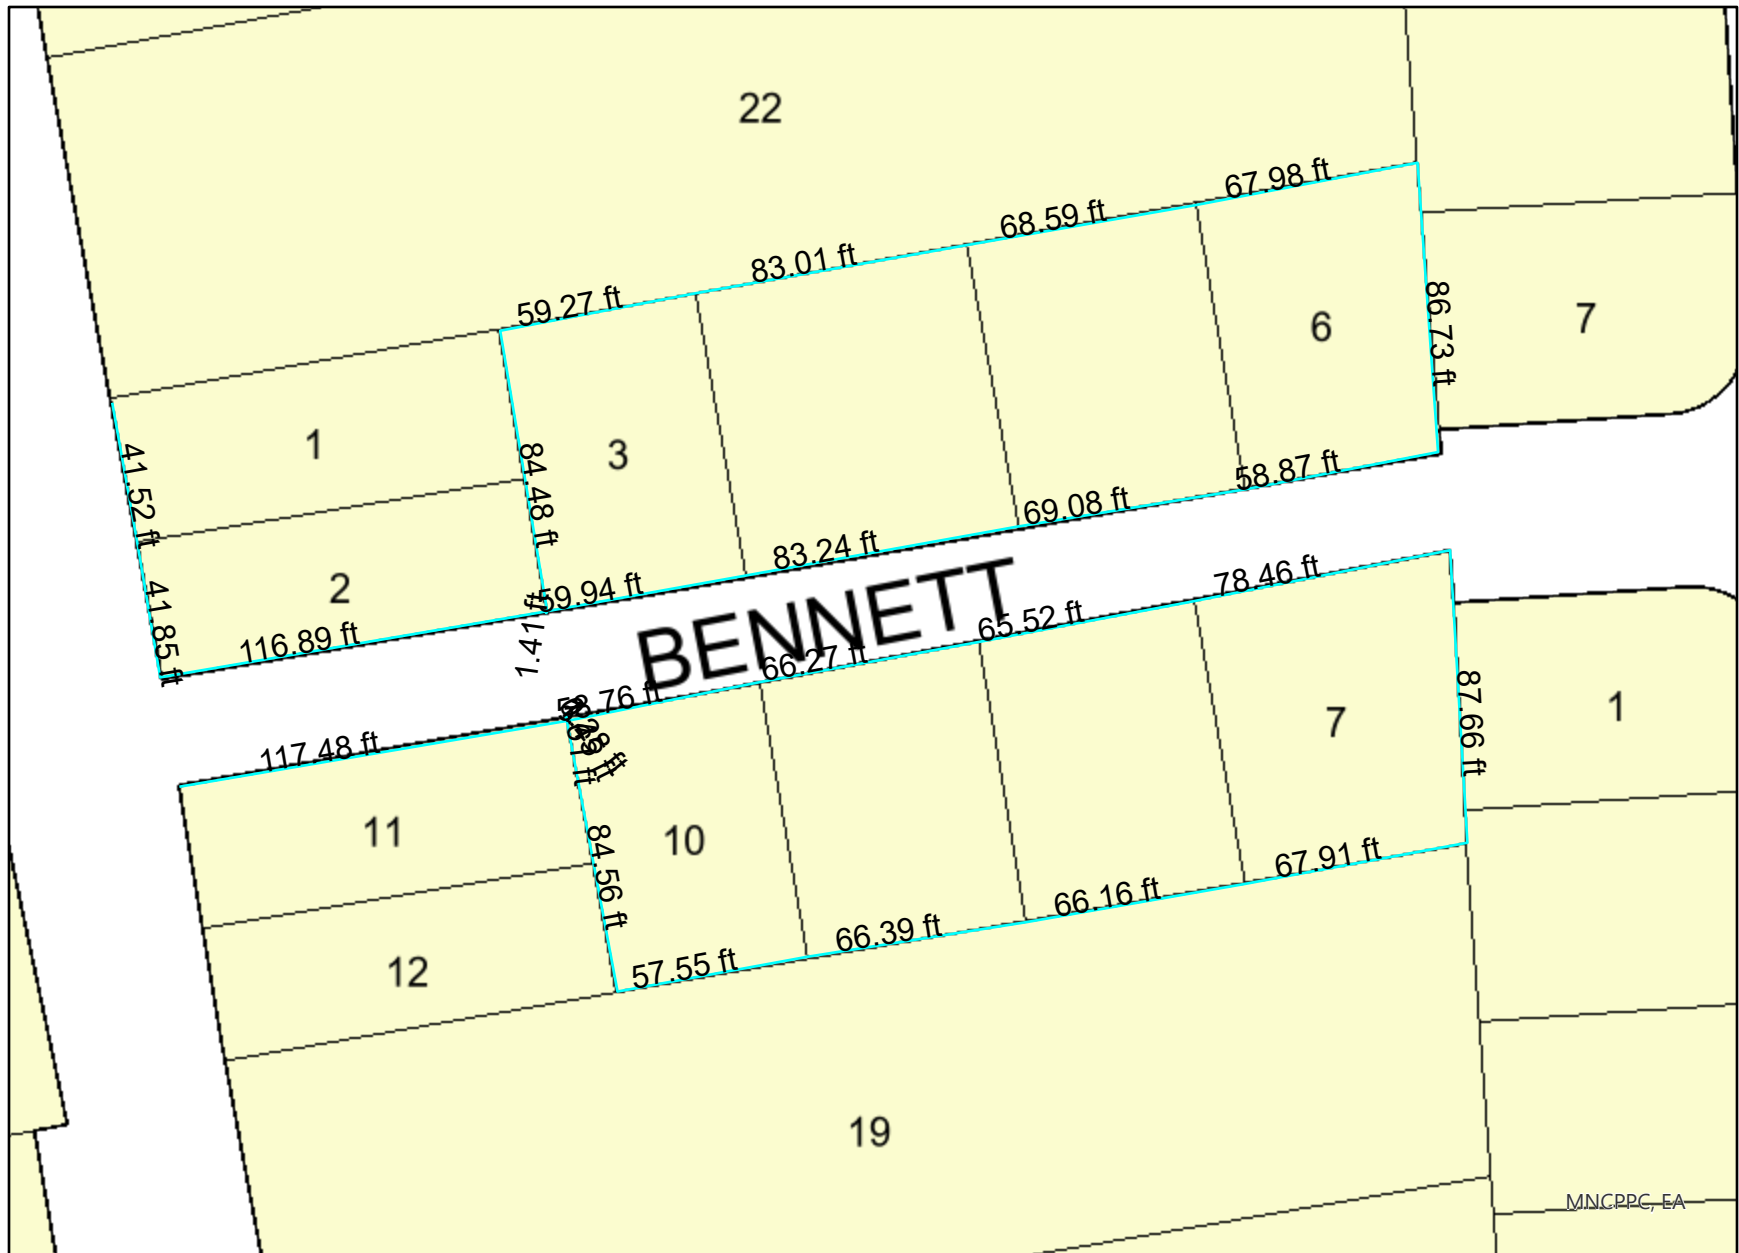 22
67.98 ft
68.59 ft
83.01 ft
59.27 ft
86.73 ft
6
7
1
3
41.52 ft
84.48 ft
58.87 ft
69.08 ft
83.24 ft
59.94 ft
2
41.85 ft
116.89 ft
1.41 ft
BENNETT
78.46 ft
65.52 ft
66.27 ft
117.48 ft
87.66 ft
7
1
11
10
84.56 ft
67.91 ft
66.16 ft
66.39 ft
57.55 ft
12
19
MNCPPC, EA